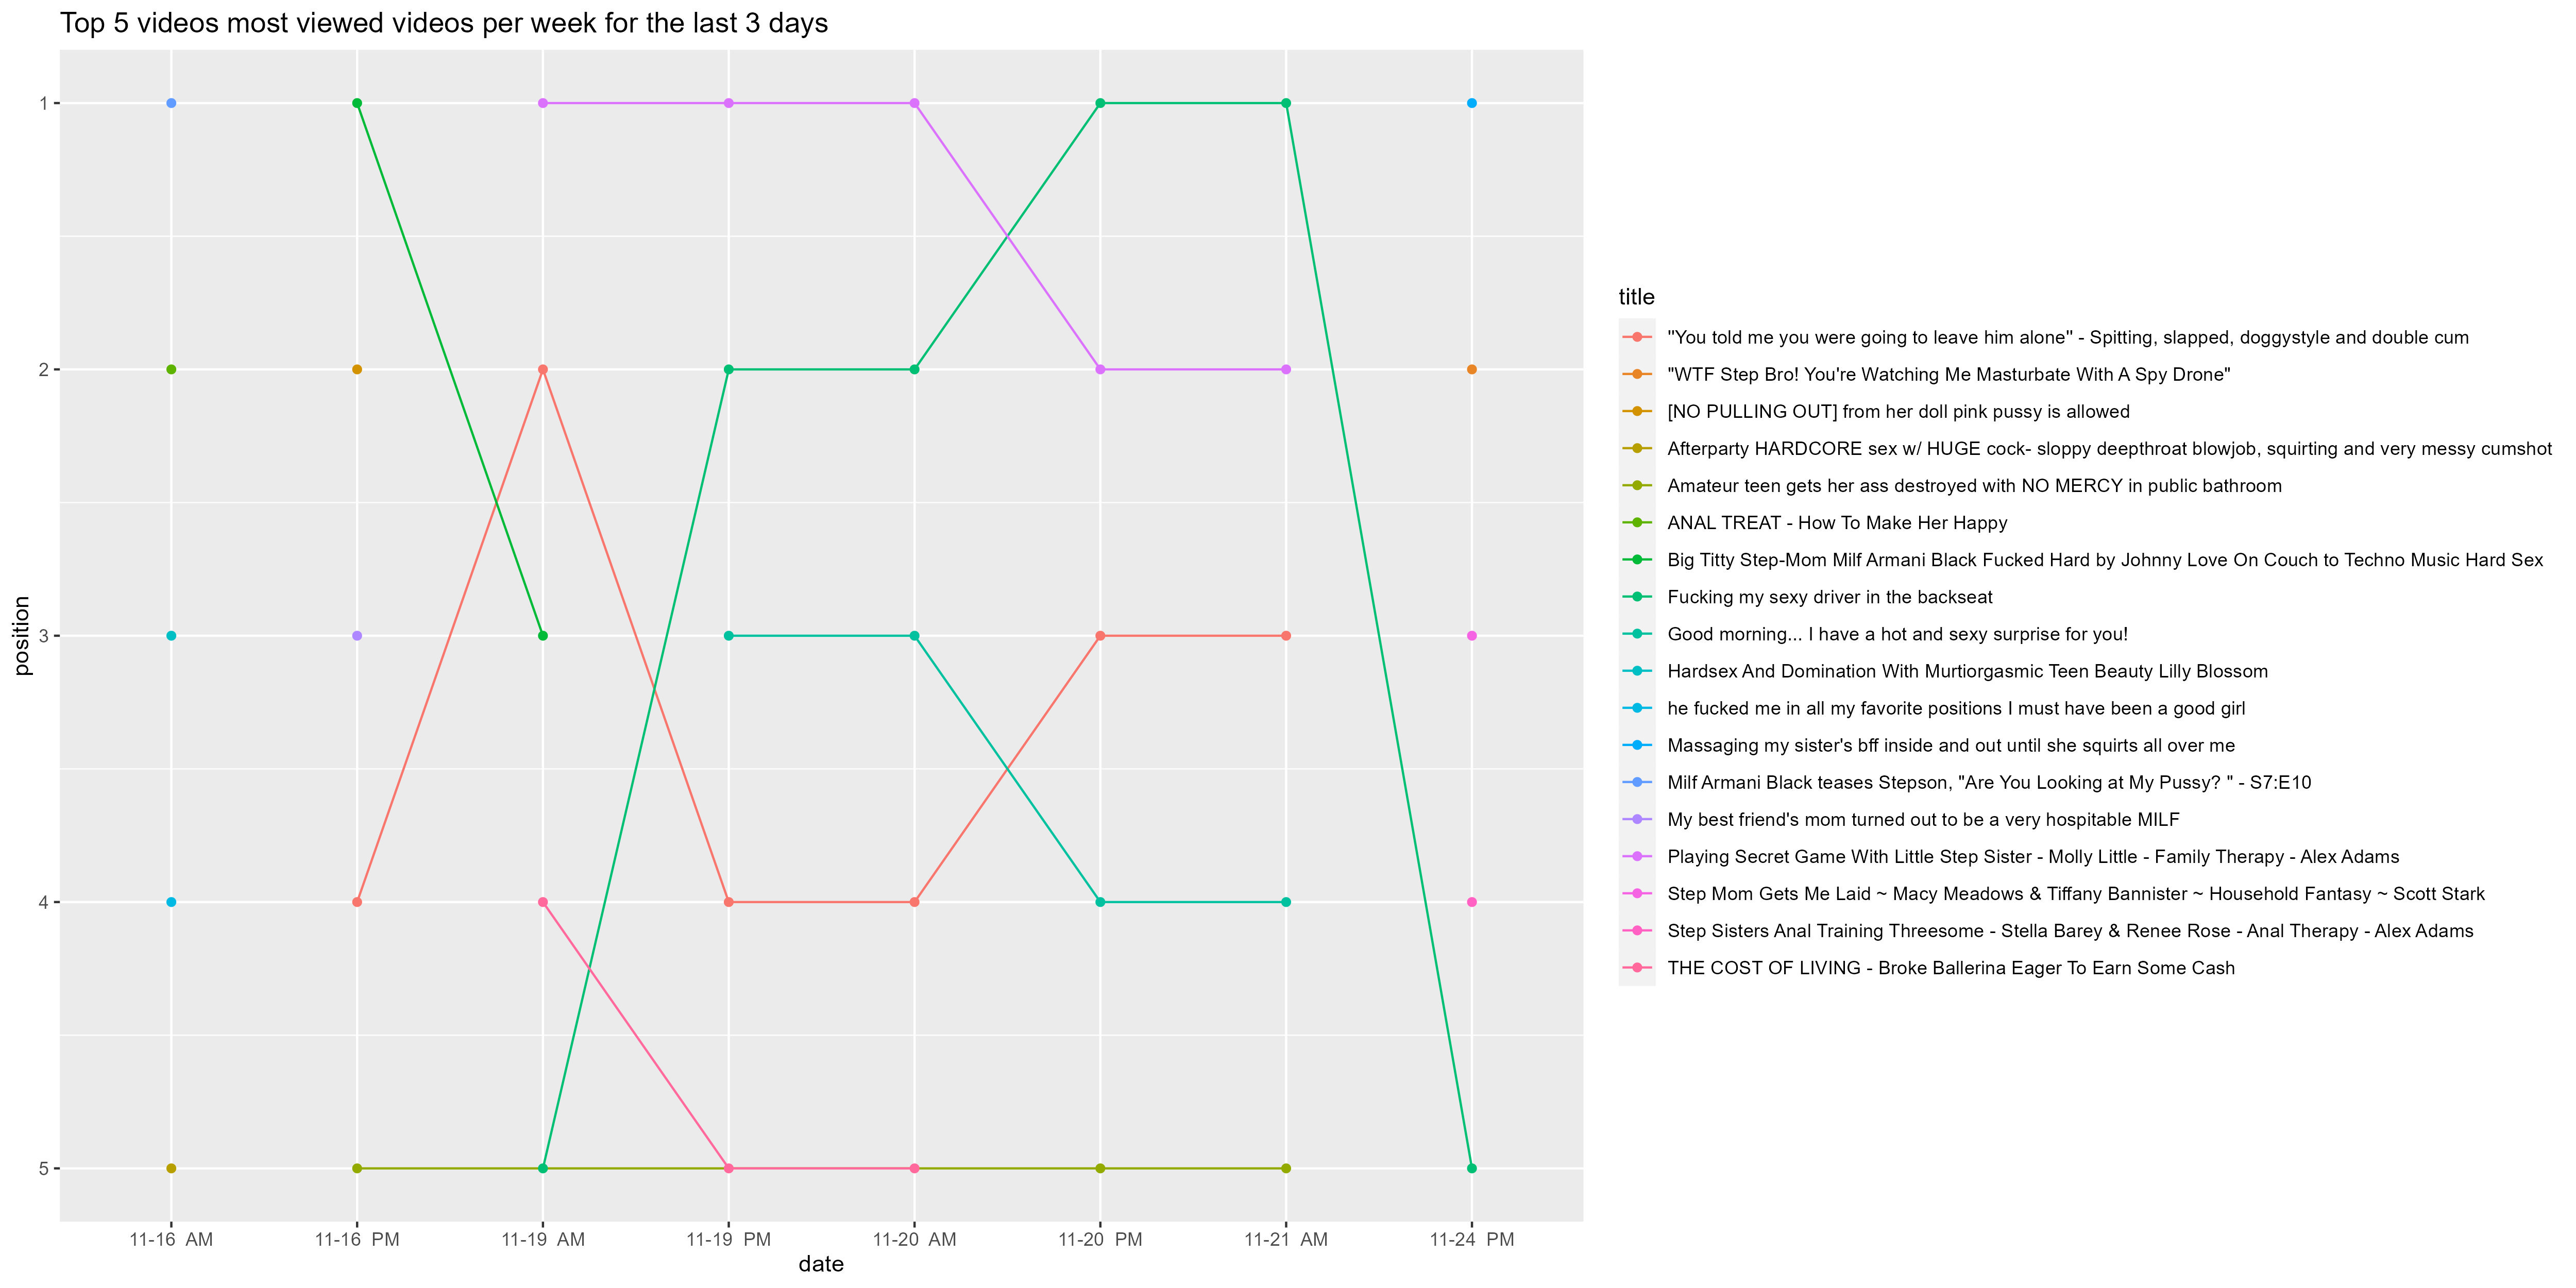 Top 5 videos most viewed videos per week for the last 3 days
position
1
2
3
4
5
11-16 AM
11-16 PM
11-19 AM
11-19 PM
11-20 AM
11-20 PM
11-21 AM
11-24 PM
date
title
"You told me you were going to leave him alone" - Spitting, slapped, doggystyle and double cum
"WTF Step Bro! You're Watching Me Masturbate With A Spy Drone"
[NO PULLING OUT] from her doll pink pussy is allowed
Afterparty HARDCORE sex w/ HUGE cock- sloppy deepthroat blowjob, squirting and very messy cumshot
Amateur teen gets her ass destroyed with NO MERCY in public bathroom
ANAL TREAT - How To Make Her Happy
Big Titty Step-Mom Milf Armani Black Fucked Hard by Johnny Love On Couch to Techno Music Hard Sex
Fucking my sexy driver in the backseat
Good morning... I have a hot and sexy surprise for you!
Hardsex And Domination With Murtiorgasmic Teen Beauty Lilly Blossom
he fucked me in all my favorite positions I must have been a good girl
Massaging my sister's bff inside and out until she squirts all over me
Milf Armani Black teases Stepson, "Are You Looking at My Pussy? " - S7:E10
My best friend's mom turned out to be a very hospitable MILF
Playing Secret Game With Little Step Sister - Molly Little - Family Therapy - Alex Adams
Step Mom Gets Me Laid ~ Macy Meadows & Tiffany Bannister ~ Household Fantasy ~ Scott Stark
Step Sisters Anal Training Threesome - Stella Barey & Renee Rose - Anal Therapy - Alex Adams
THE COST OF LIVING - Broke Ballerina Eager To Earn Some Cash